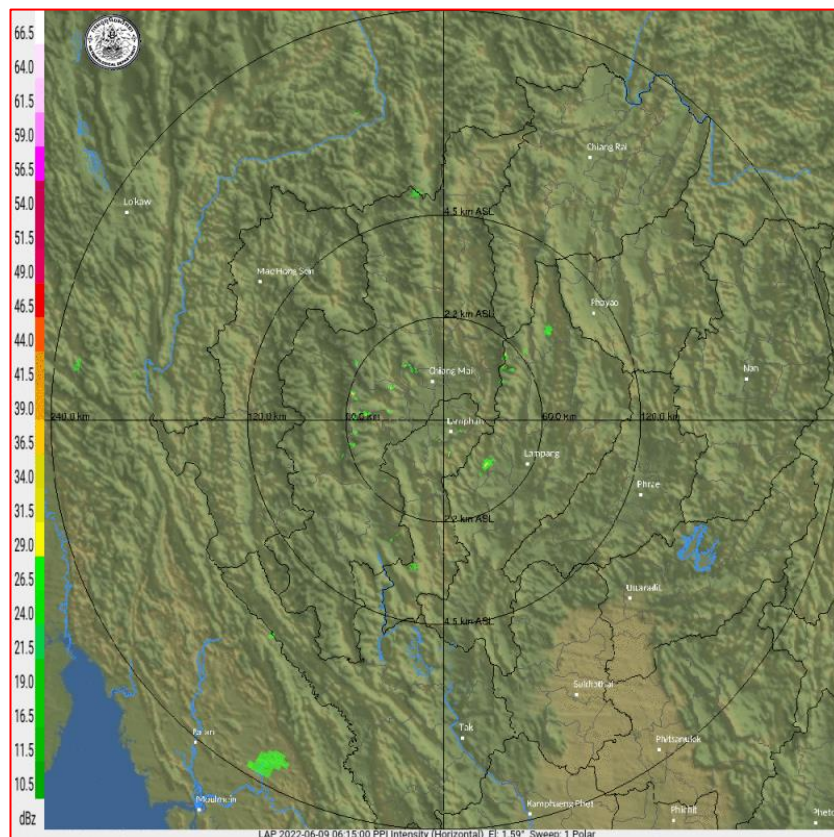 66.5
64.0
61.5
59.0
56.5
54.0
51.5
49.0
46.5
44.0
41.5
39.0
36.5
34.0
31.5
29.0
26.5
24.0
21.5
19.0
16.5
14.0
11.5
10.5
dBz
Chiang Rai
Loikaw
4.5 km ASL
Mae Hong Son
Phayao
2.2 km ASL
Chiang Mai
Nan
240.0 km
120.0 km
60.0 km
60.0 km
120.0 km
Lamphun
Lampang
Phrae
2.2 km ASL
Uttaradit
4.5 km ASL
Sukhothai
Pa'an
Tak
Phitsanulok
Moulmein
Kamphaeng Phet
Phichit
LAP 2022-06-09 06:15:00 PPI Intensity (Horizontal), El: 1.59°, Sweep: 1 Polar